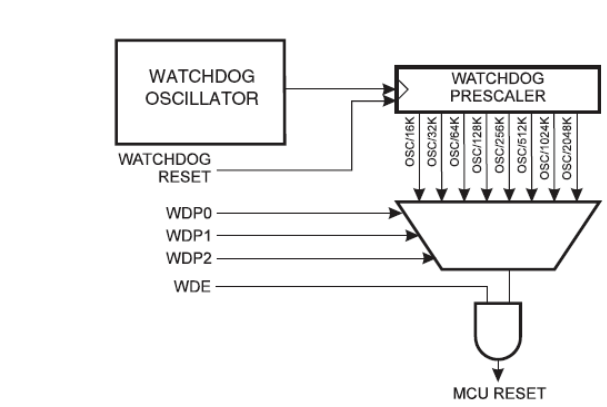 WATCHDOG
OSCILLATOR
WATCHDOG
PRESCALER
WATCHDOG
RESET
OSC/16K
OSC/32K
OSC/64K
OSC/128K
OSC/256K
OSC/512K
OSC/1024K
OSC/2048K
WDP0
WDP1
WDP2
WDE
MCU RESET